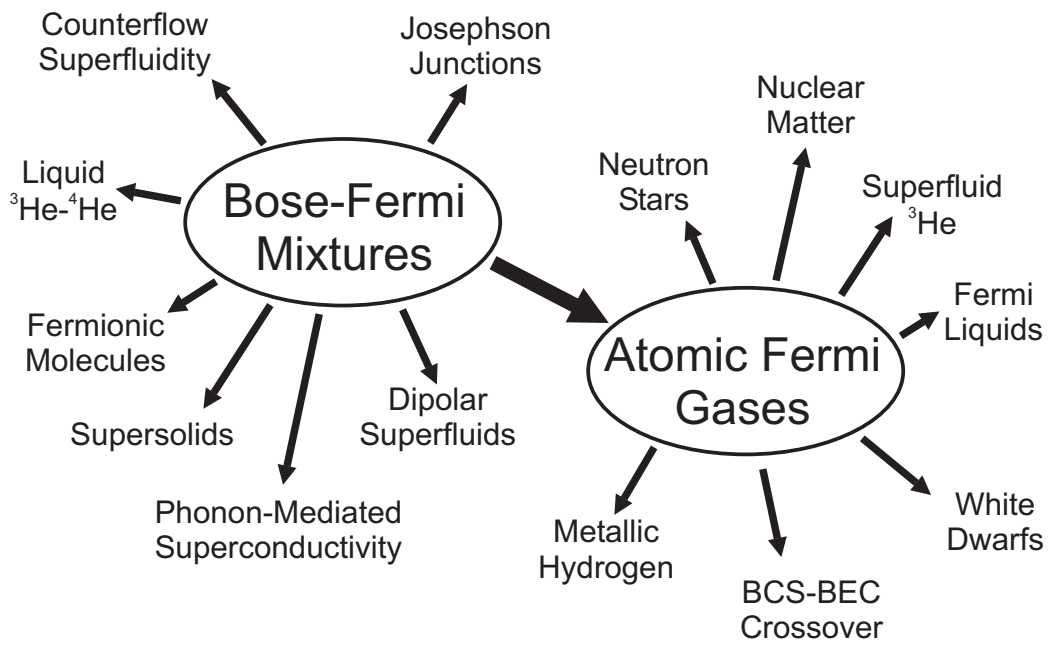 Counterflow
Superfluidity
Josephson
Junctions
Nuclear
Matter
Neutron
Stars
Liquid
³He-⁴He
Bose-Fermi
Mixtures
Superfluid
³He
Fermi
Liquids
Fermionic
Molecules
Atomic Fermi
Gases
Supersolids
Dipolar
Superfluids
Phonon-Mediated
Superconductivity
Metallic
Hydrogen
White
Dwarfs
BCS-BEC
Crossover